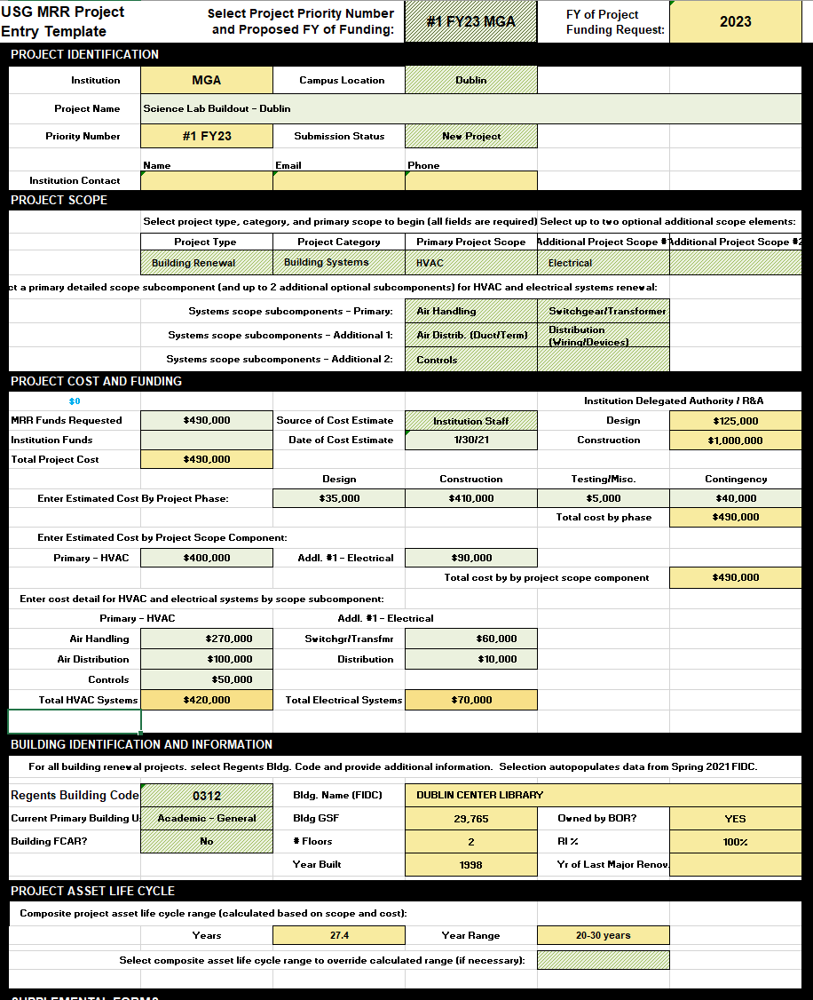 USG MRR Project Entry Template
Select Project Priority Number and Proposed FY of Funding: #1 FY23 MGA FY of Project Funding Request: 2023
PROJECT IDENTIFICATION
Institution MGA Campus Location Dublin
Project Name Science Lab Buildout - Dublin
Priority Number #1 FY23 Submission Status New Project
Name Email Phone
Institution Contact
PROJECT SCOPE
Select project type, category, and primary scope to begin (all fields are required) Select up to two optional additional scope elements:
Project Type Project Category Primary Project Scope Additional Project Scope #1 Additional Project Scope #2
Building Renewal Building Systems HVAC Electrical
ct a primary detailed scope subcomponent (and up to 2 additional optional subcomponents) for HVAC and electrical systems renewal:
Systems scope subcomponents - Primary: Air Handling Switchgear/Transformer
Systems scope subcomponents - Additional 1: Air Distrib. (Duct/Term) Distribution (Wiring/Devices)
Systems scope subcomponents - Additional 2: Controls
PROJECT COST AND FUNDING
$0 Institution Delegated Authority / R&A
MRR Funds Requested $490,000 Source of Cost Estimate Institution Staff Design $125,000
Institution Funds Date of Cost Estimate 1/30/21 Construction $1,000,000
Total Project Cost $490,000
Design Construction Testing/Misc. Contingency
Enter Estimated Cost By Project Phase: $35,000 $410,000 $5,000 $40,000
Total cost by phase $490,000
Enter Estimated Cost by Project Scope Component:
Primary - HVAC $400,000 Addl. #1 - Electrical $90,000
Total cost by by project scope component $490,000
Enter cost detail for HVAC and electrical systems by scope subcomponent:
Primary - HVAC Addl. #1 - Electrical
Air Handling $270,000 Switchgr/Transfmr $60,000
Air Distribution $100,000 Distribution $10,000
Controls $50,000
Total HVAC Systems $420,000 Total Electrical Systems $70,000
BUILDING IDENTIFICATION AND INFORMATION
For all building renewal projects. select Regents Bldg. Code and provide additional information. Selection autopopulates data from Spring 2021 FIDC.
Regents Building Code 0312 Bldg. Name (FIDC) DUBLIN CENTER LIBRARY
Current Primary Building U: Academic - General Bldg GSF 29,765 Owned by BOR? YES
Building FCAR? No # Floors 2 RI % 100%
Year Built 1998 Yr of Last Major Renov.
PROJECT ASSET LIFE CYCLE
Composite project asset life cycle range (calculated based on scope and cost):
Years 27.4 Year Range 20-30 years
Select composite asset life cycle range to override calculated range (if necessary):
SUPPLEMENTAL FORMS